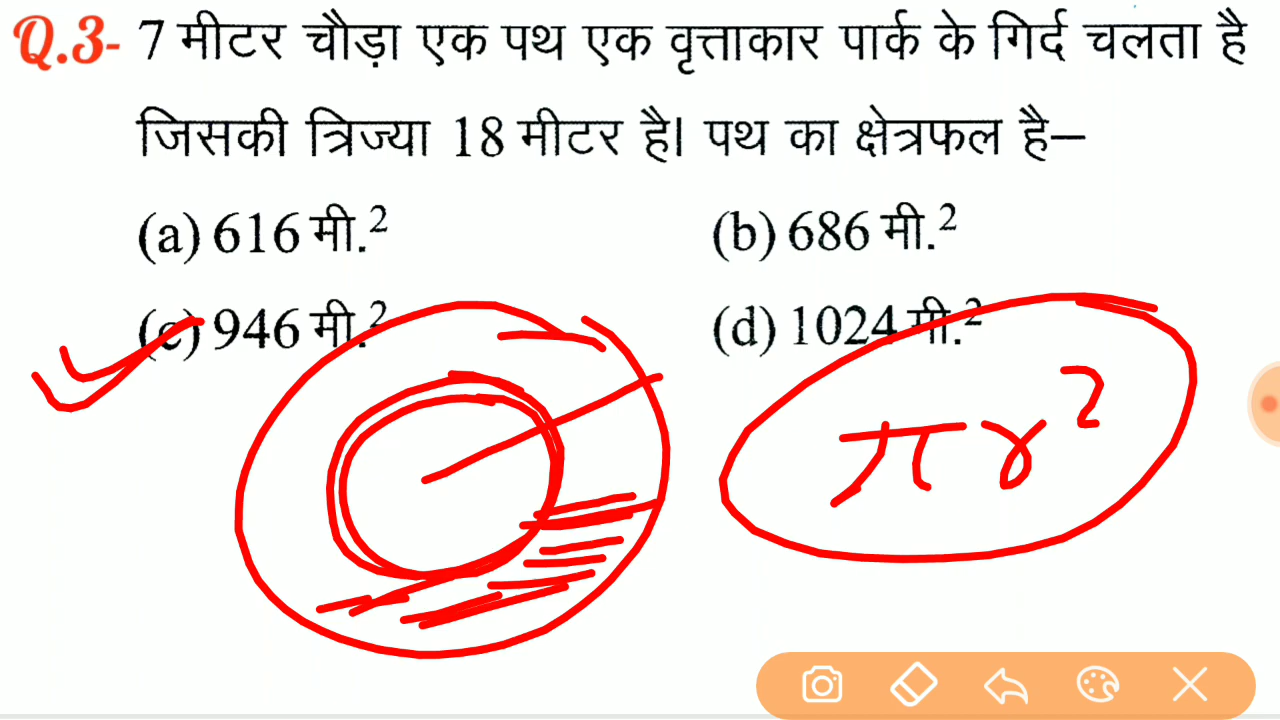 Q.3- 7 मीटर चौड़ा एक पथ एक वृत्ताकार पार्क के गिर्द चलता है
जिसकी त्रिज्या 18 मीटर है। पथ का क्षेत्रफल है–
(a) 616 मी.² (b) 686 मी.²
(c) 946 मी.² (d) 1024 मी.²
πr²